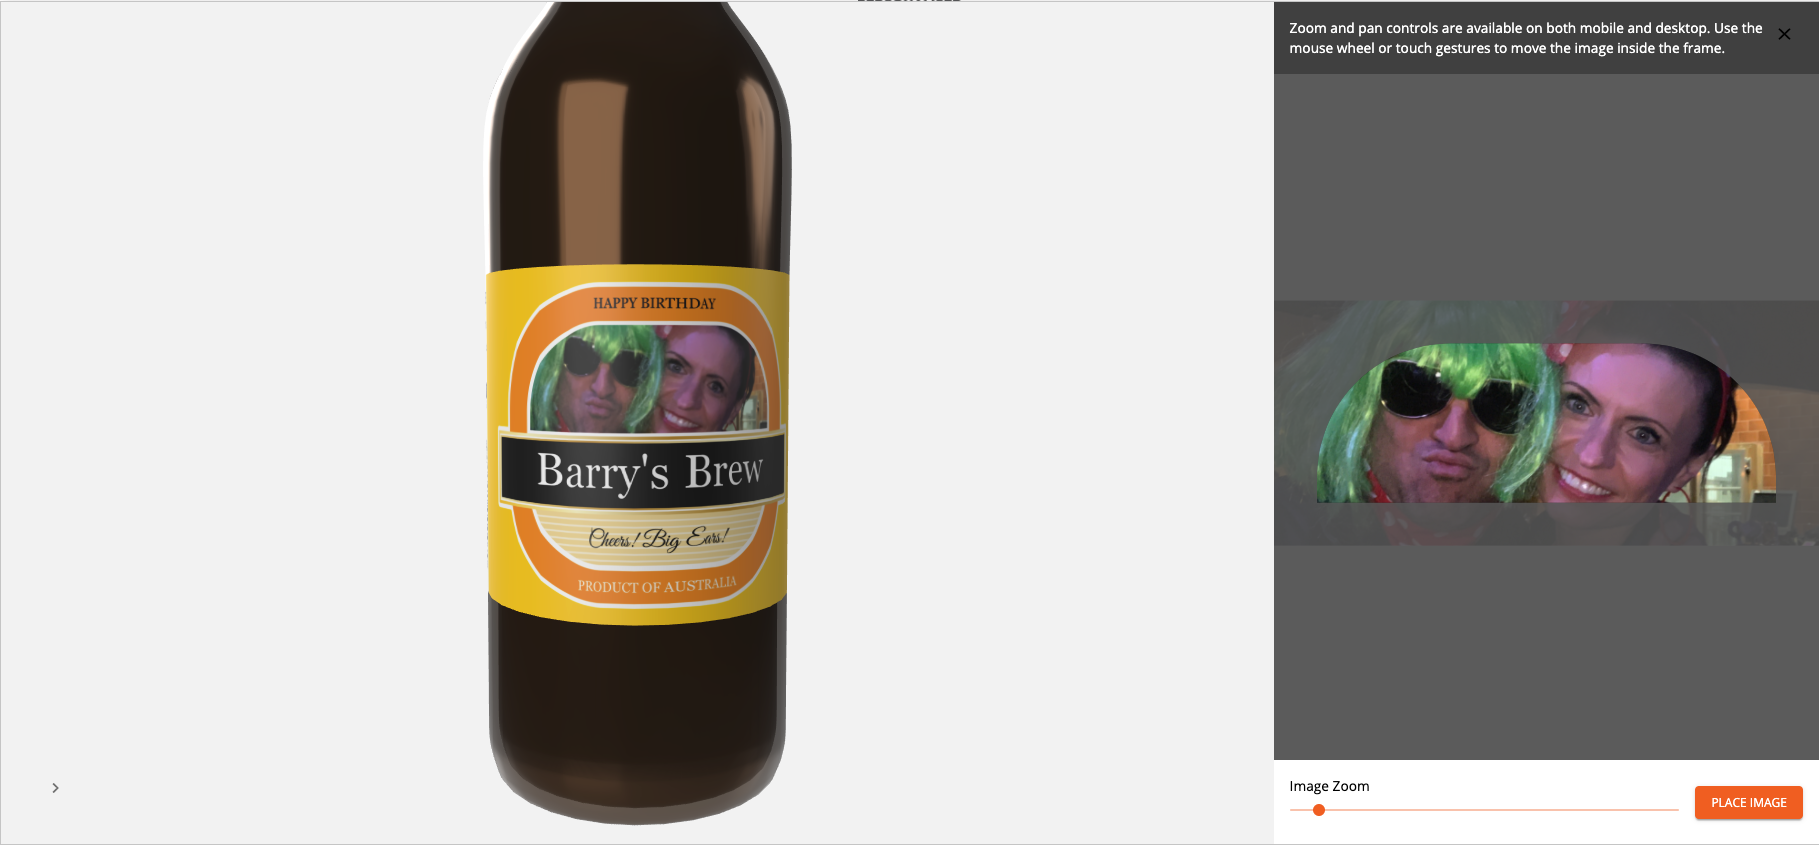 HAPPY BIRTHDAY
Barry's Brew
Cheers! Big Ears!
PRODUCT OF AUSTRALIA
Zoom and pan controls are available on both mobile and desktop. Use the
mouse wheel or touch gestures to move the image inside the frame.
Image Zoom
PLACE IMAGE